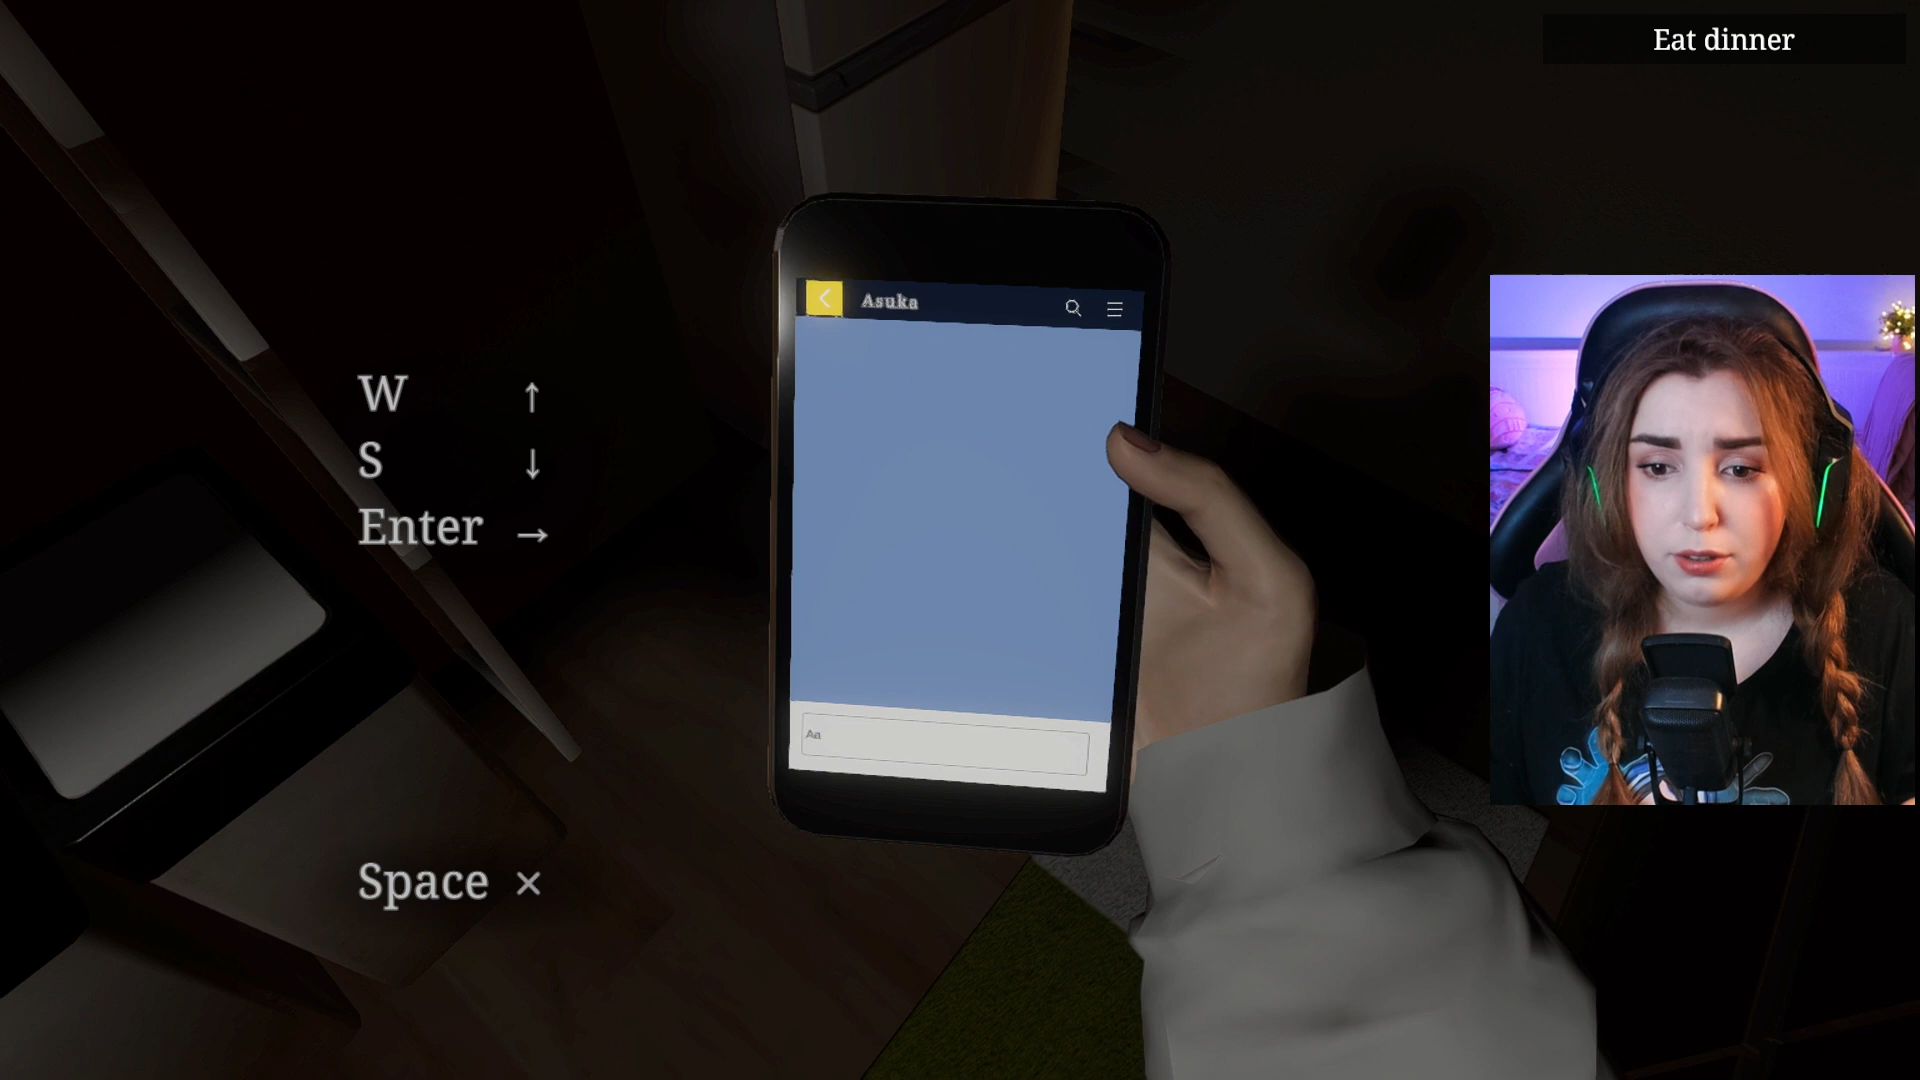 Eat dinner
Asuka
W ↑
S ↓
Enter →
Aa
Space ×